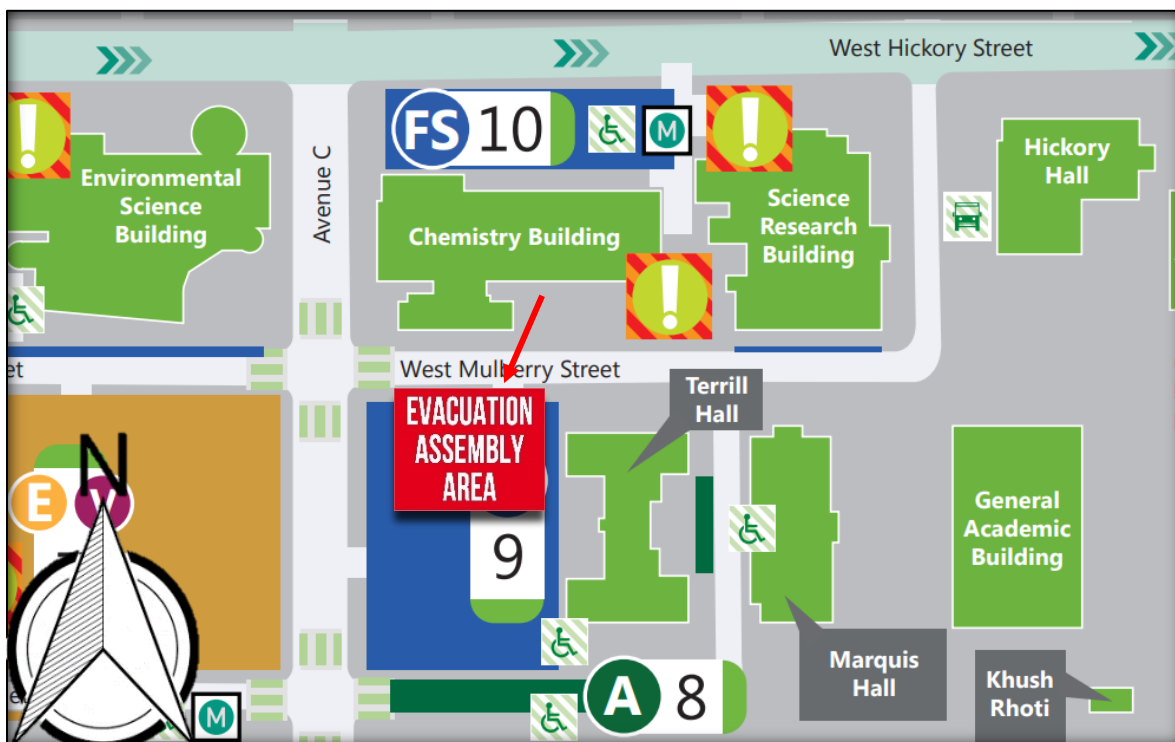 West Hickory Street
FS 10
M
Hickory
Hall
Environmental
Science
Building
Avenue C
Chemistry Building
Science
Research
Building
West Mulberry Street
et
Terrill
Hall
EVACUATION
ASSEMBLY
AREA
N
E
V
9
General
Academic
Building
Marquis
Hall
Khush
Rhoti
A 8
M